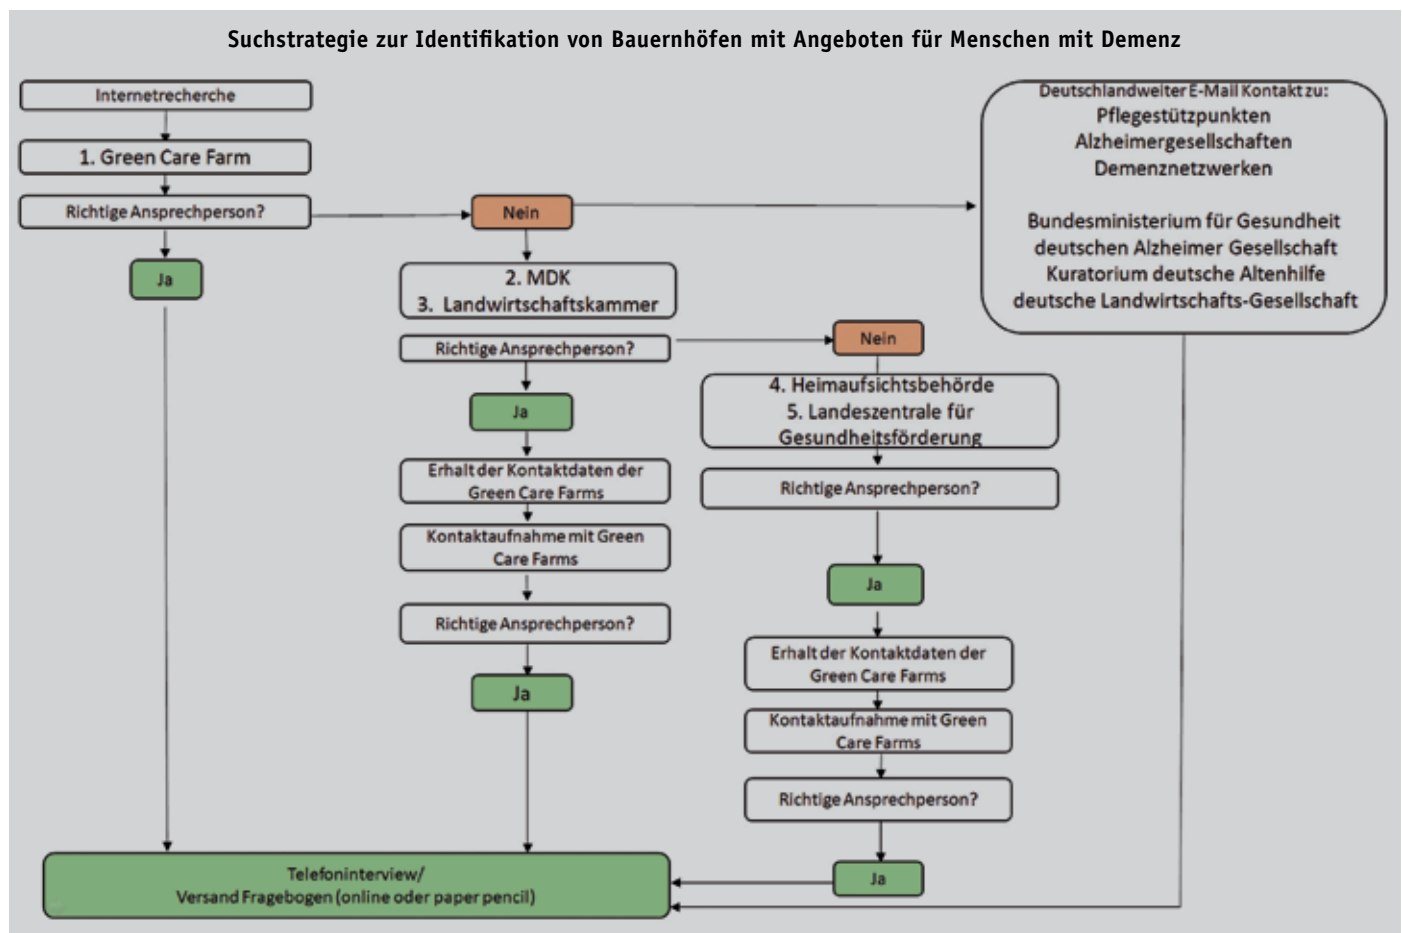 Suchstrategie zur Identifikation von Bauernhöfen mit Angeboten für Menschen mit Demenz
Internetrecherche
1. Green Care Farm
Richtige Ansprechperson?
Ja
Nein
2. MDK
3. Landwirtschaftskammer
Richtige Ansprechperson?
Ja
Erhalt der Kontaktdaten der
Green Care Farms
Kontaktaufnahme mit Green
Care Farms
Richtige Ansprechperson?
Ja
Nein
4. Heimaufsichtsbehörde
5. Landeszentrale für
Gesundheitsförderung
Richtige Ansprechperson?
Ja
Erhalt der Kontaktdaten der
Green Care Farms
Kontaktaufnahme mit Green
Care Farms
Richtige Ansprechperson?
Ja
Deutschlandweiter E-Mail Kontakt zu:
Pflegestützpunkten
Alzheimergesellschaften
Demenznetzwerken
Bundesministerium für Gesundheit
deutschen Alzheimer Gesellschaft
Kuratorium deutsche Altenhilfe
deutsche Landwirtschafts-Gesellschaft
Telefoninterview/
Versand Fragebogen (online oder paper pencil)